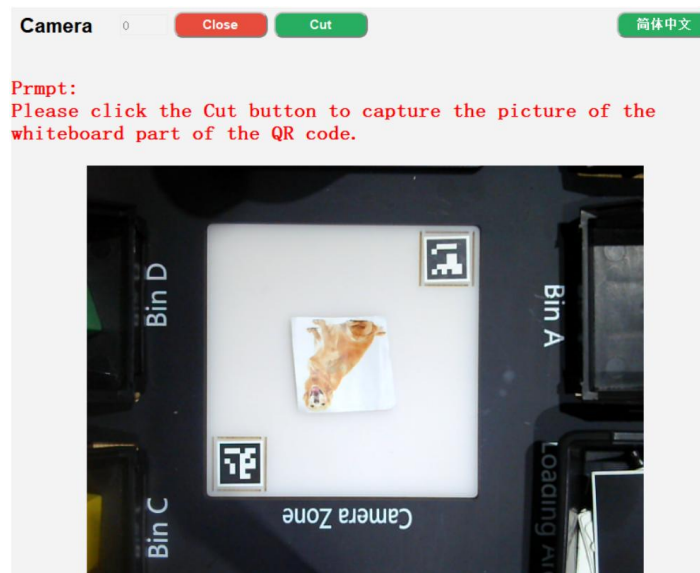 Camera 0 Close Cut 简体中文
Prmpt:
Please click the Cut button to capture the picture of the
whiteboard part of the QR code.
Bin D
Bin A
Bin C
Camera Zone
Loading